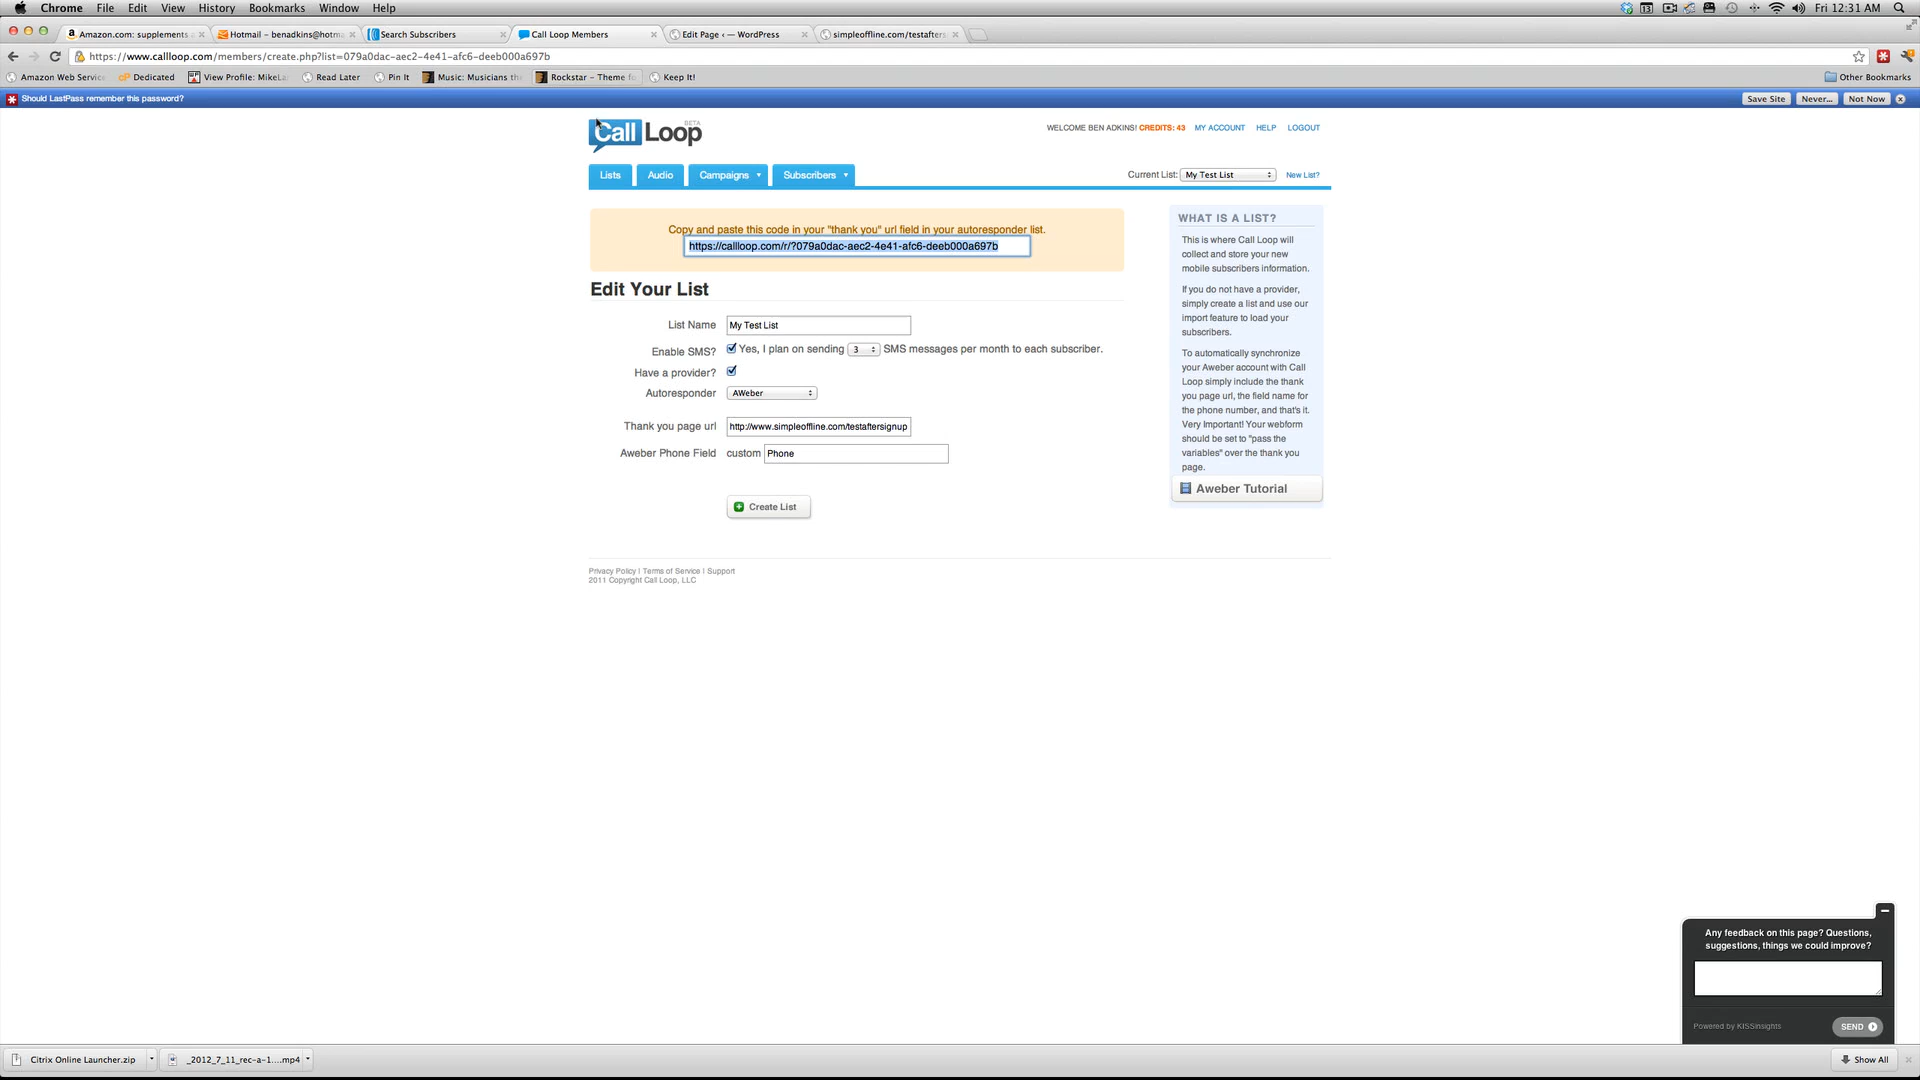 Chrome File Edit View History Bookmarks Window Help
13 Fri 12:31 AM
Amazon.com: supplements
Hotmail – benadkins@hotm
Search Subscribers
Call Loop Members
Edit Page ‹ — WordPress
simpleoffline.com/testafters
https://www.callloop.com/members/create.php?list=079a0dac-aec2-4e41-afc6-deeb000a697b
Amazon Web Service Dedicated View Profile: MikeLa Read Later Pin It Music: Musicians the Rockstar – Theme fo Keep It! Other Bookmarks
Should LastPass remember this password? Save Site Never... Not Now
Call Loop BETA
WELCOME BEN ADKINS! CREDITS: 43 MY ACCOUNT HELP LOGOUT
Lists Audio Campaigns Subscribers
Current List: My Test List New List?
Copy and paste this code in your "thank you" url field in your autoresponder list.
https://callloop.com/r/?079a0dac-aec2-4e41-afc6-deeb000a697b
Edit Your List
List Name My Test List
Enable SMS? Yes, I plan on sending 3 SMS messages per month to each subscriber.
Have a provider?
Autoresponder AWeber
Thank you page url http://www.simpleoffline.com/testaftersignup
Aweber Phone Field custom Phone
Create List
WHAT IS A LIST?
This is where Call Loop will
collect and store your new
mobile subscribers information.
If you do not have a provider,
simply create a list and use our
import feature to load your
subscribers.
To automatically synchronize
your Aweber account with Call
Loop simply include the thank
you page url, the field name for
the phone number, and that's it.
Very Important! Your webform
should be set to "pass the
variables" over the thank you
page.
Aweber Tutorial
Privacy Policy | Terms of Service | Support
2011 Copyright Call Loop, LLC
Any feedback on this page? Questions,
suggestions, things we could improve?
Powered by KISSinsights SEND
Citrix Online Launcher.zip _2012_7_11_rec-a-1....mp4 Show All